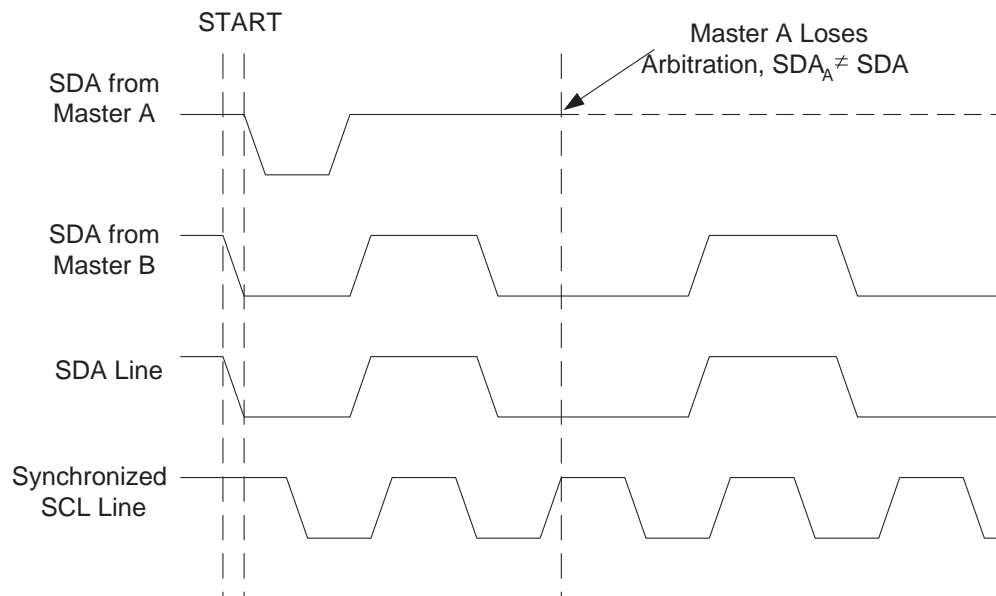 START
Master A Loses
Arbitration, SDA_A ≠ SDA
SDA from
Master A
SDA from
Master B
SDA Line
Synchronized
SCL Line